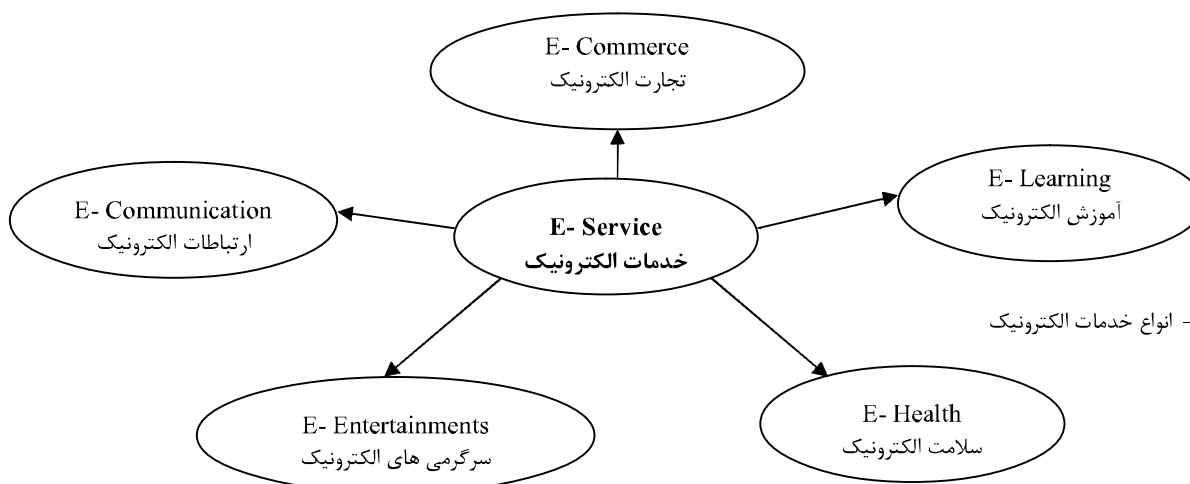 E- Commerce
تجارت الکترونیک
E- Learning
آموزش الکترونیک
E- Communication
ارتباطات الکترونیک
E- Service
خدمات الکترونیک
- انواع خدمات الکترونیک
E- Entertainments
سرگرمی های الکترونیک
E- Health
سلامت الکترونیک